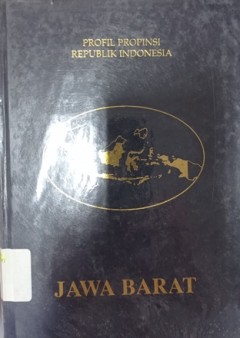 PROFIL PROPINSI
REPUBLIK INDONESIA
JAWA BARAT